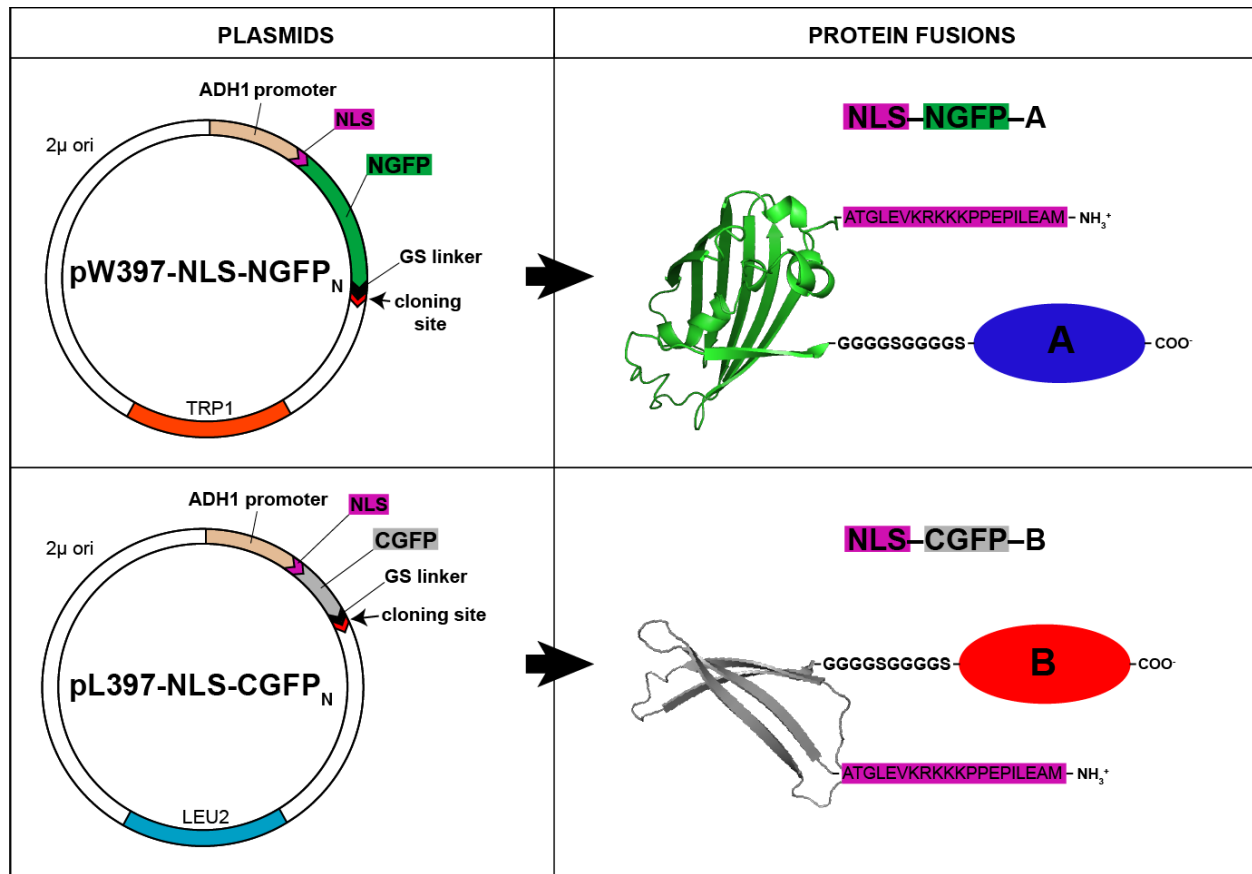 PLASMIDS
PROTEIN FUSIONS
ADH1 promoter
NLS
2µ ori
NGFP
pW397-NLS-NGFPN
GS linker
cloning
site
TRP1
NLS–NGFP–A
ATGLEVKRKKKPPEPILEAM – NH3+
GGGGSGGGGS – A – COO-
ADH1 promoter
NLS
2µ ori
CGFP
GS linker
cloning site
pL397-NLS-CGFPN
LEU2
NLS–CGFP–B
GGGGSGGGGS – B – COO-
ATGLEVKRKKKPPEPILEAM – NH3+